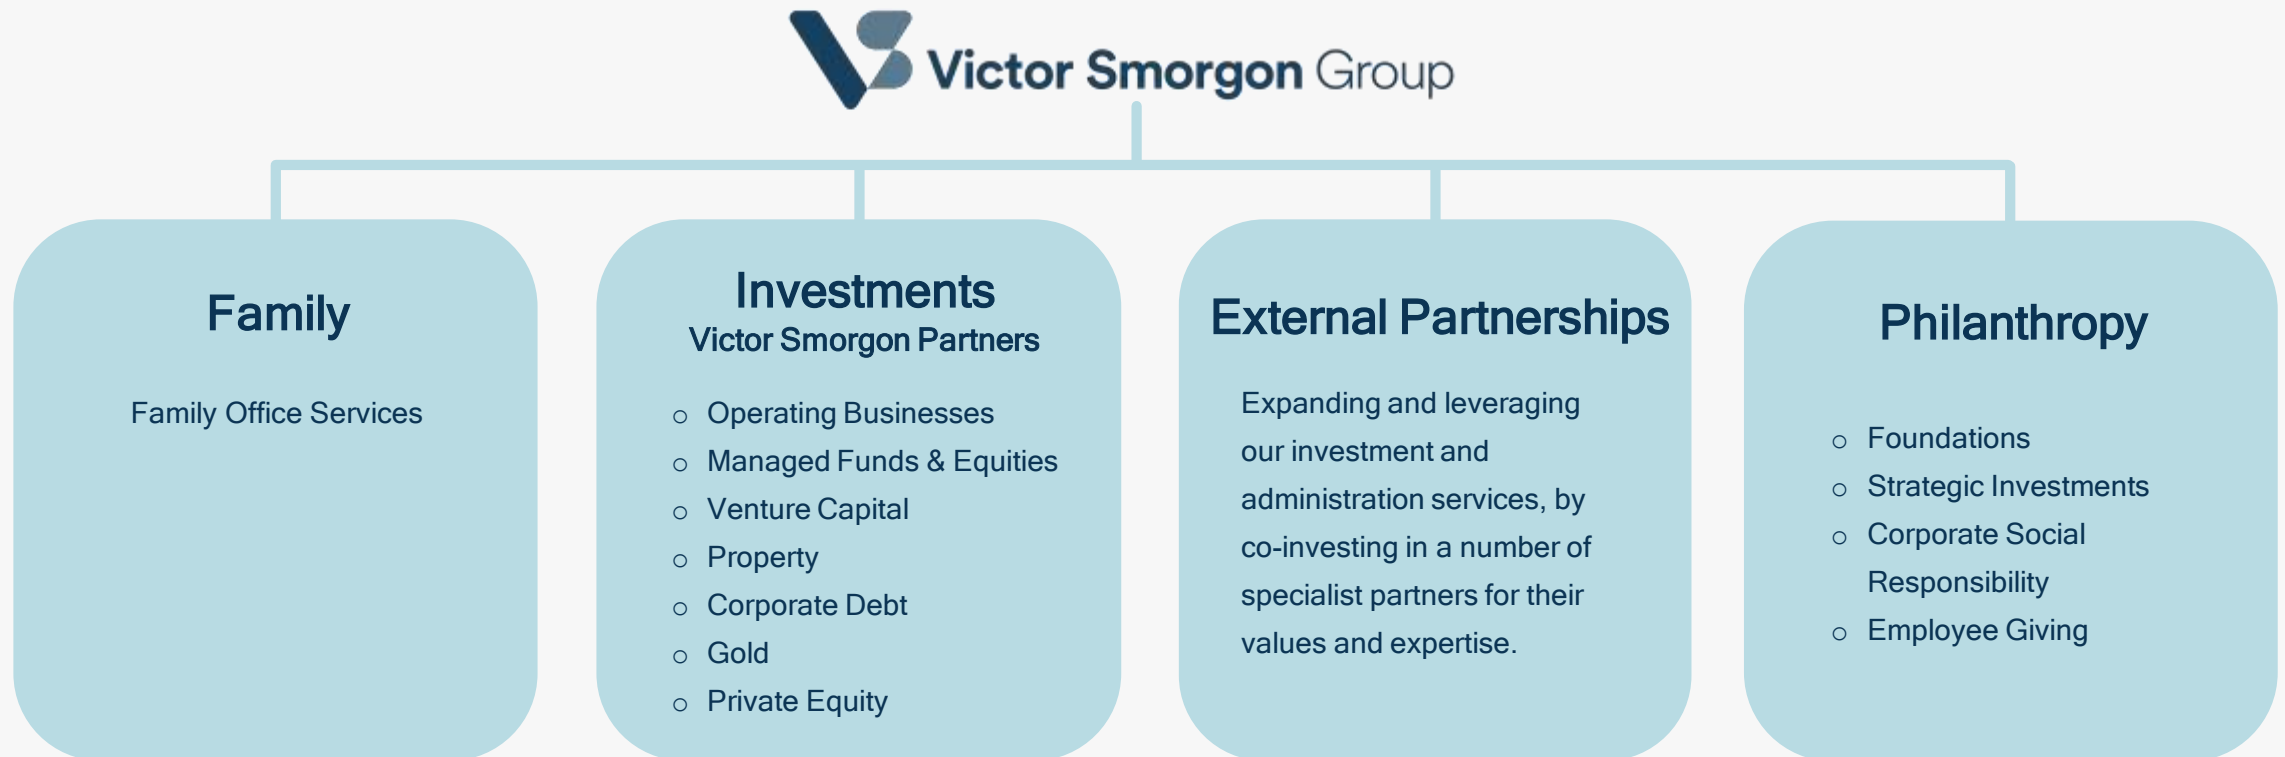 Victor Smorgon Group
Family
Family Office Services
Investments
Victor Smorgon Partners
o Operating Businesses
o Managed Funds & Equities
o Venture Capital
o Property
o Corporate Debt
o Gold
o Private Equity
External Partnerships
Expanding and leveraging
our investment and
administration services, by
co-investing in a number of
specialist partners for their
values and expertise.
Philanthropy
o Foundations
o Strategic Investments
o Corporate Social
Responsibility
o Employee Giving